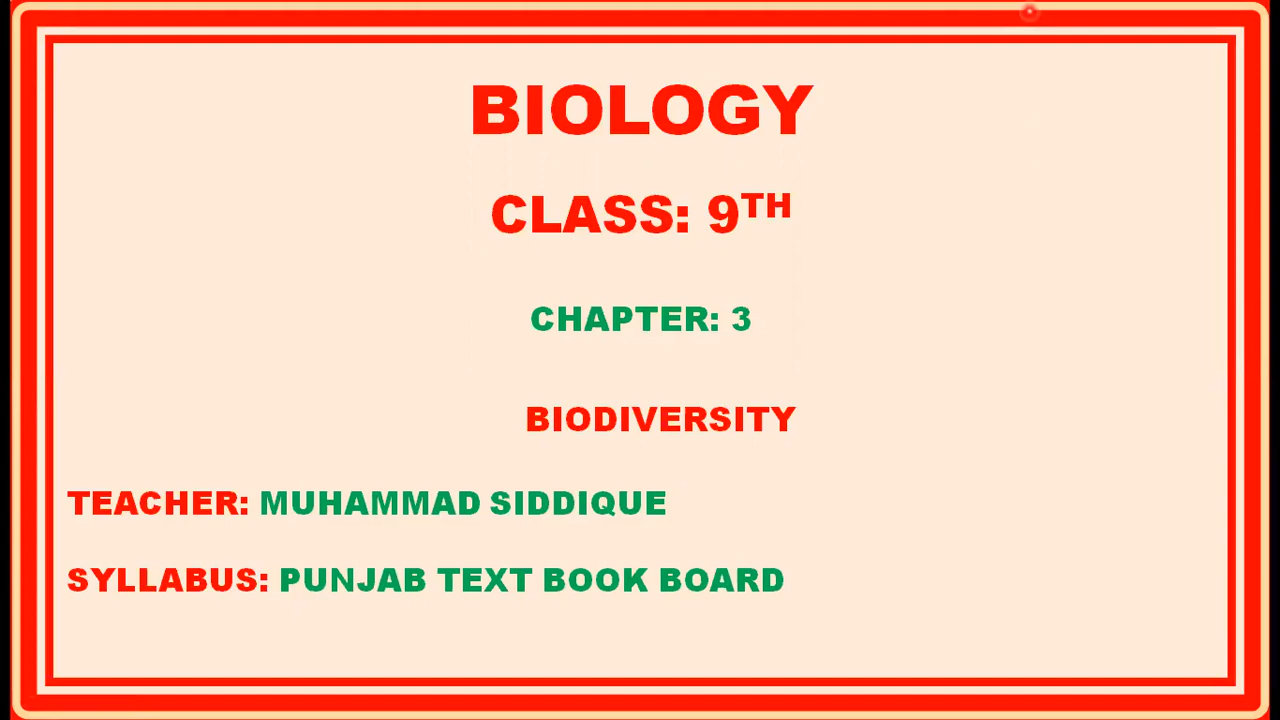 BIOLOGY
CLASS: 9TH
CHAPTER: 3
BIODIVERSITY
TEACHER: MUHAMMAD SIDDIQUE
SYLLABUS: PUNJAB TEXT BOOK BOARD